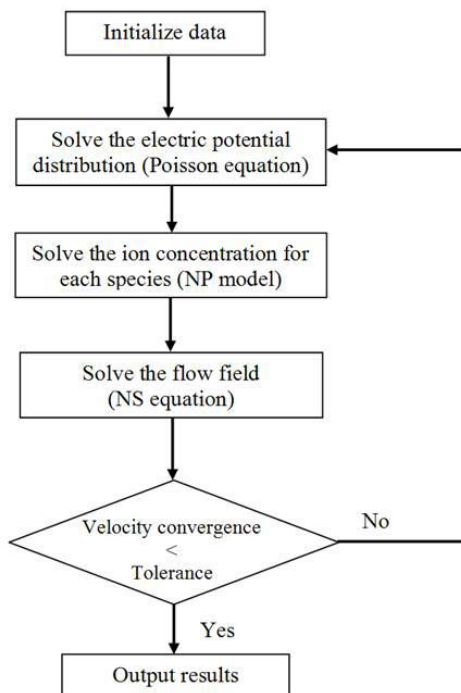 Initialize data
Solve the electric potential
distribution (Poisson equation)
Solve the ion concentration for
each species (NP model)
Solve the flow field
(NS equation)
Velocity convergence
<
Tolerance
No
Yes
Output results